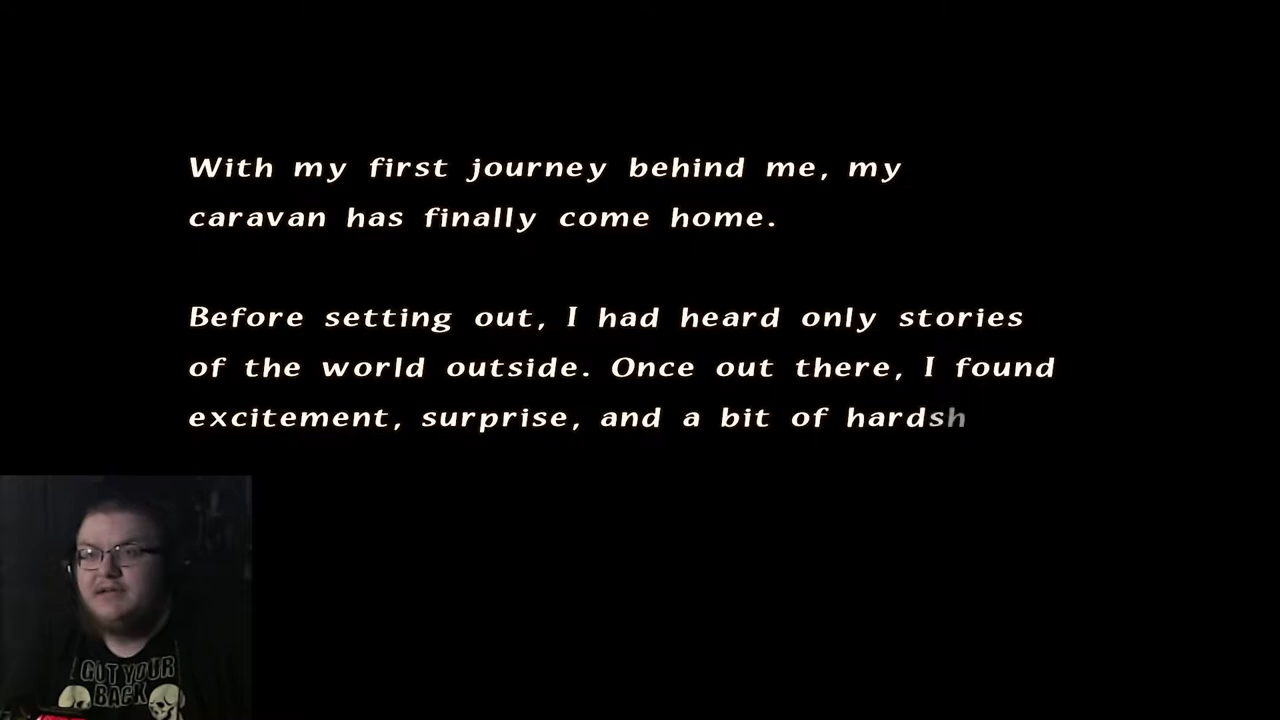 With my first journey behind me, my
caravan has finally come home.
Before setting out, I had heard only stories
of the world outside. Once out there, I found
excitement, surprise, and a bit of hardsh
I GOT YOUR
BACK